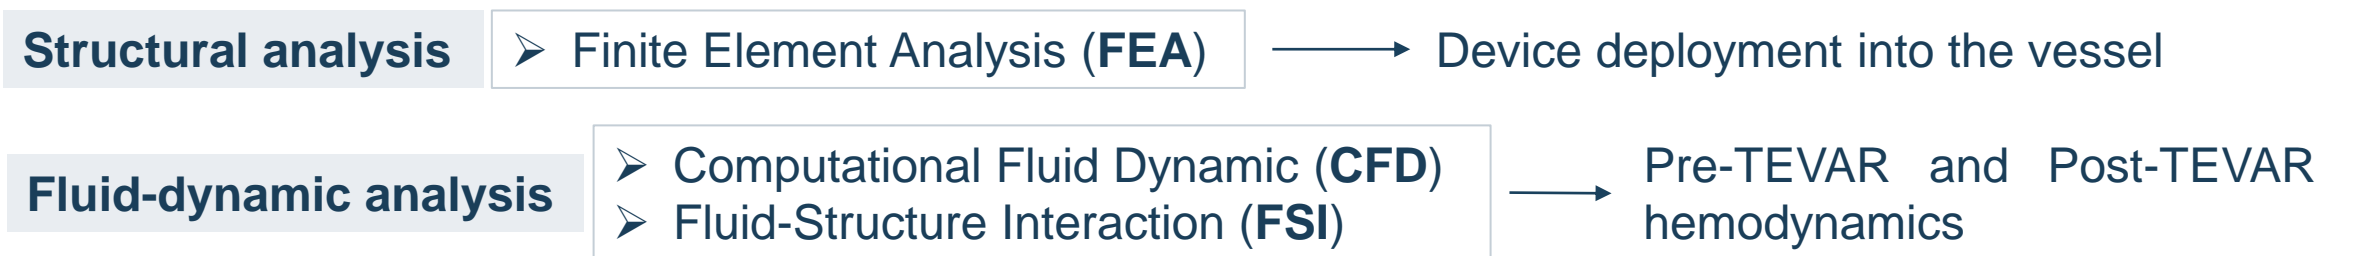 Structural analysis
➢ Finite Element Analysis (FEA)
Device deployment into the vessel
Fluid-dynamic analysis
➢ Computational Fluid Dynamic (CFD)
➢ Fluid-Structure Interaction (FSI)
Pre-TEVAR and Post-TEVAR
hemodynamics